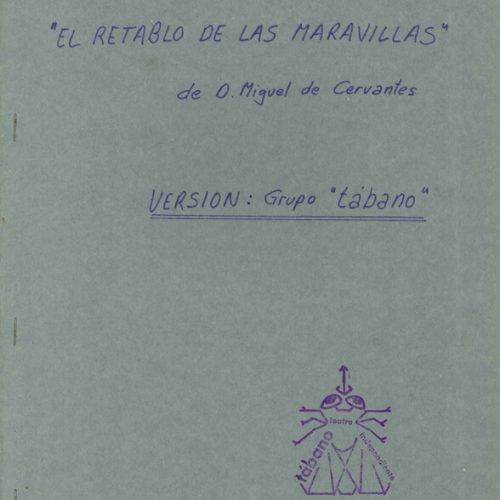 "EL RETABLO DE LAS MARAVILLAS"
de D. Miguel de Cervantes
VERSION: Grupo "tábano"
teatro
tábano
independiente